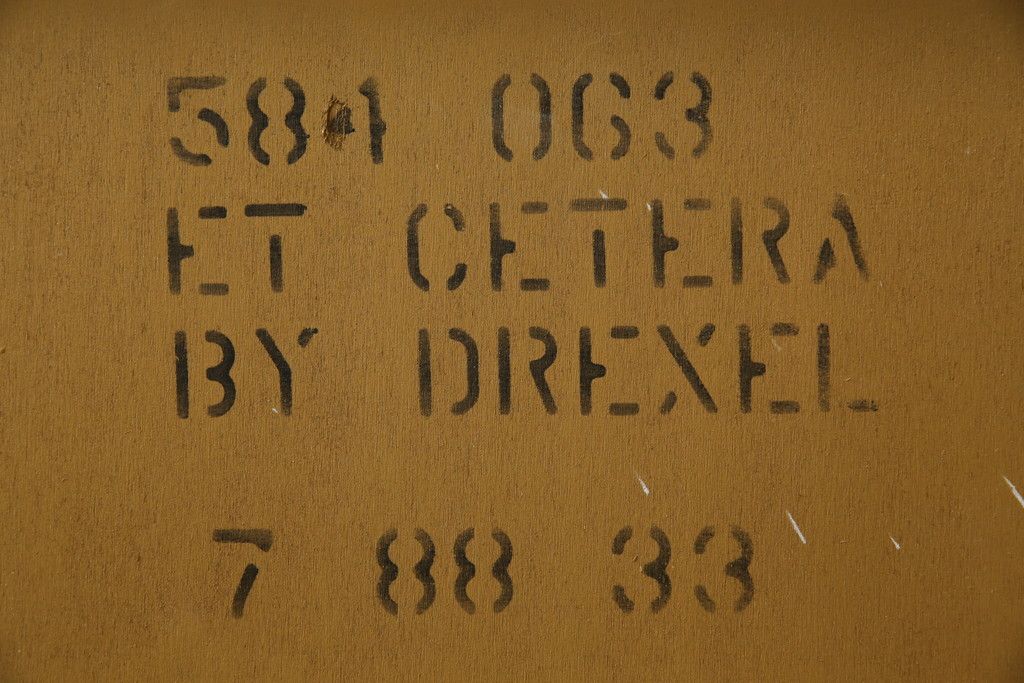 584 063
ET CETERA
BY DREXEL
7 88 33